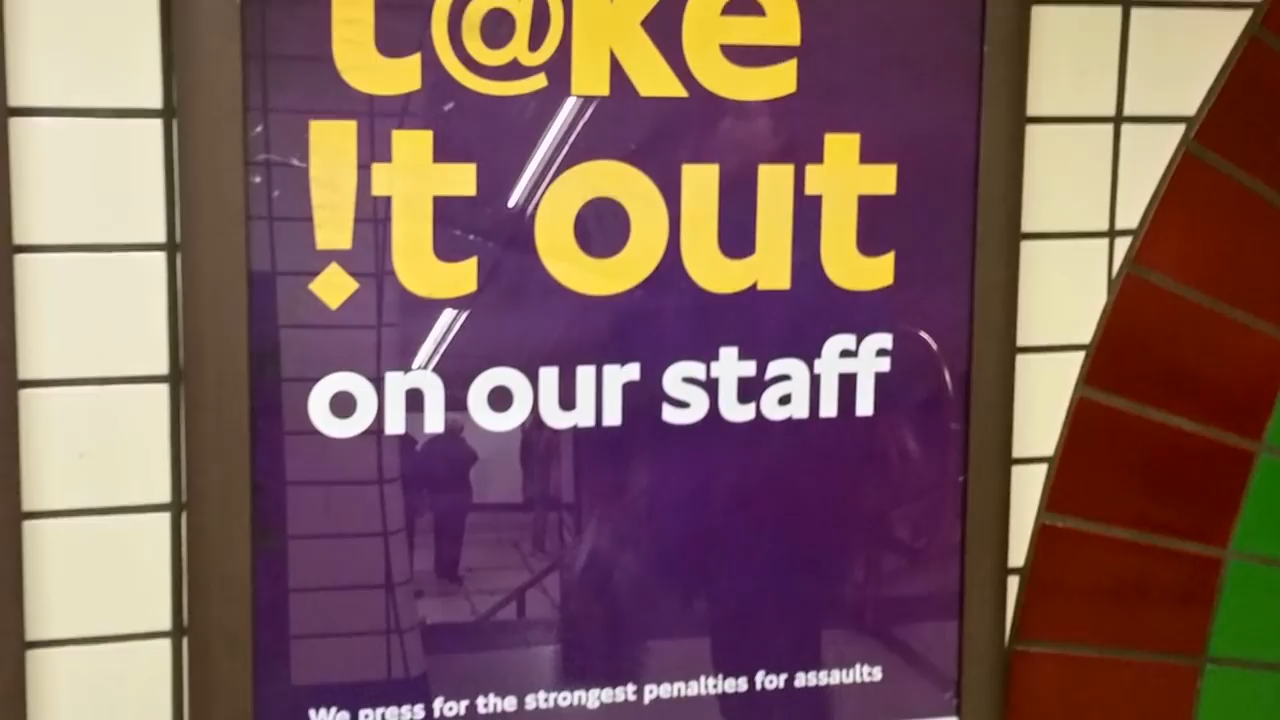 t@ke
!t out
on our staff
We press for the strongest penalties for assaults